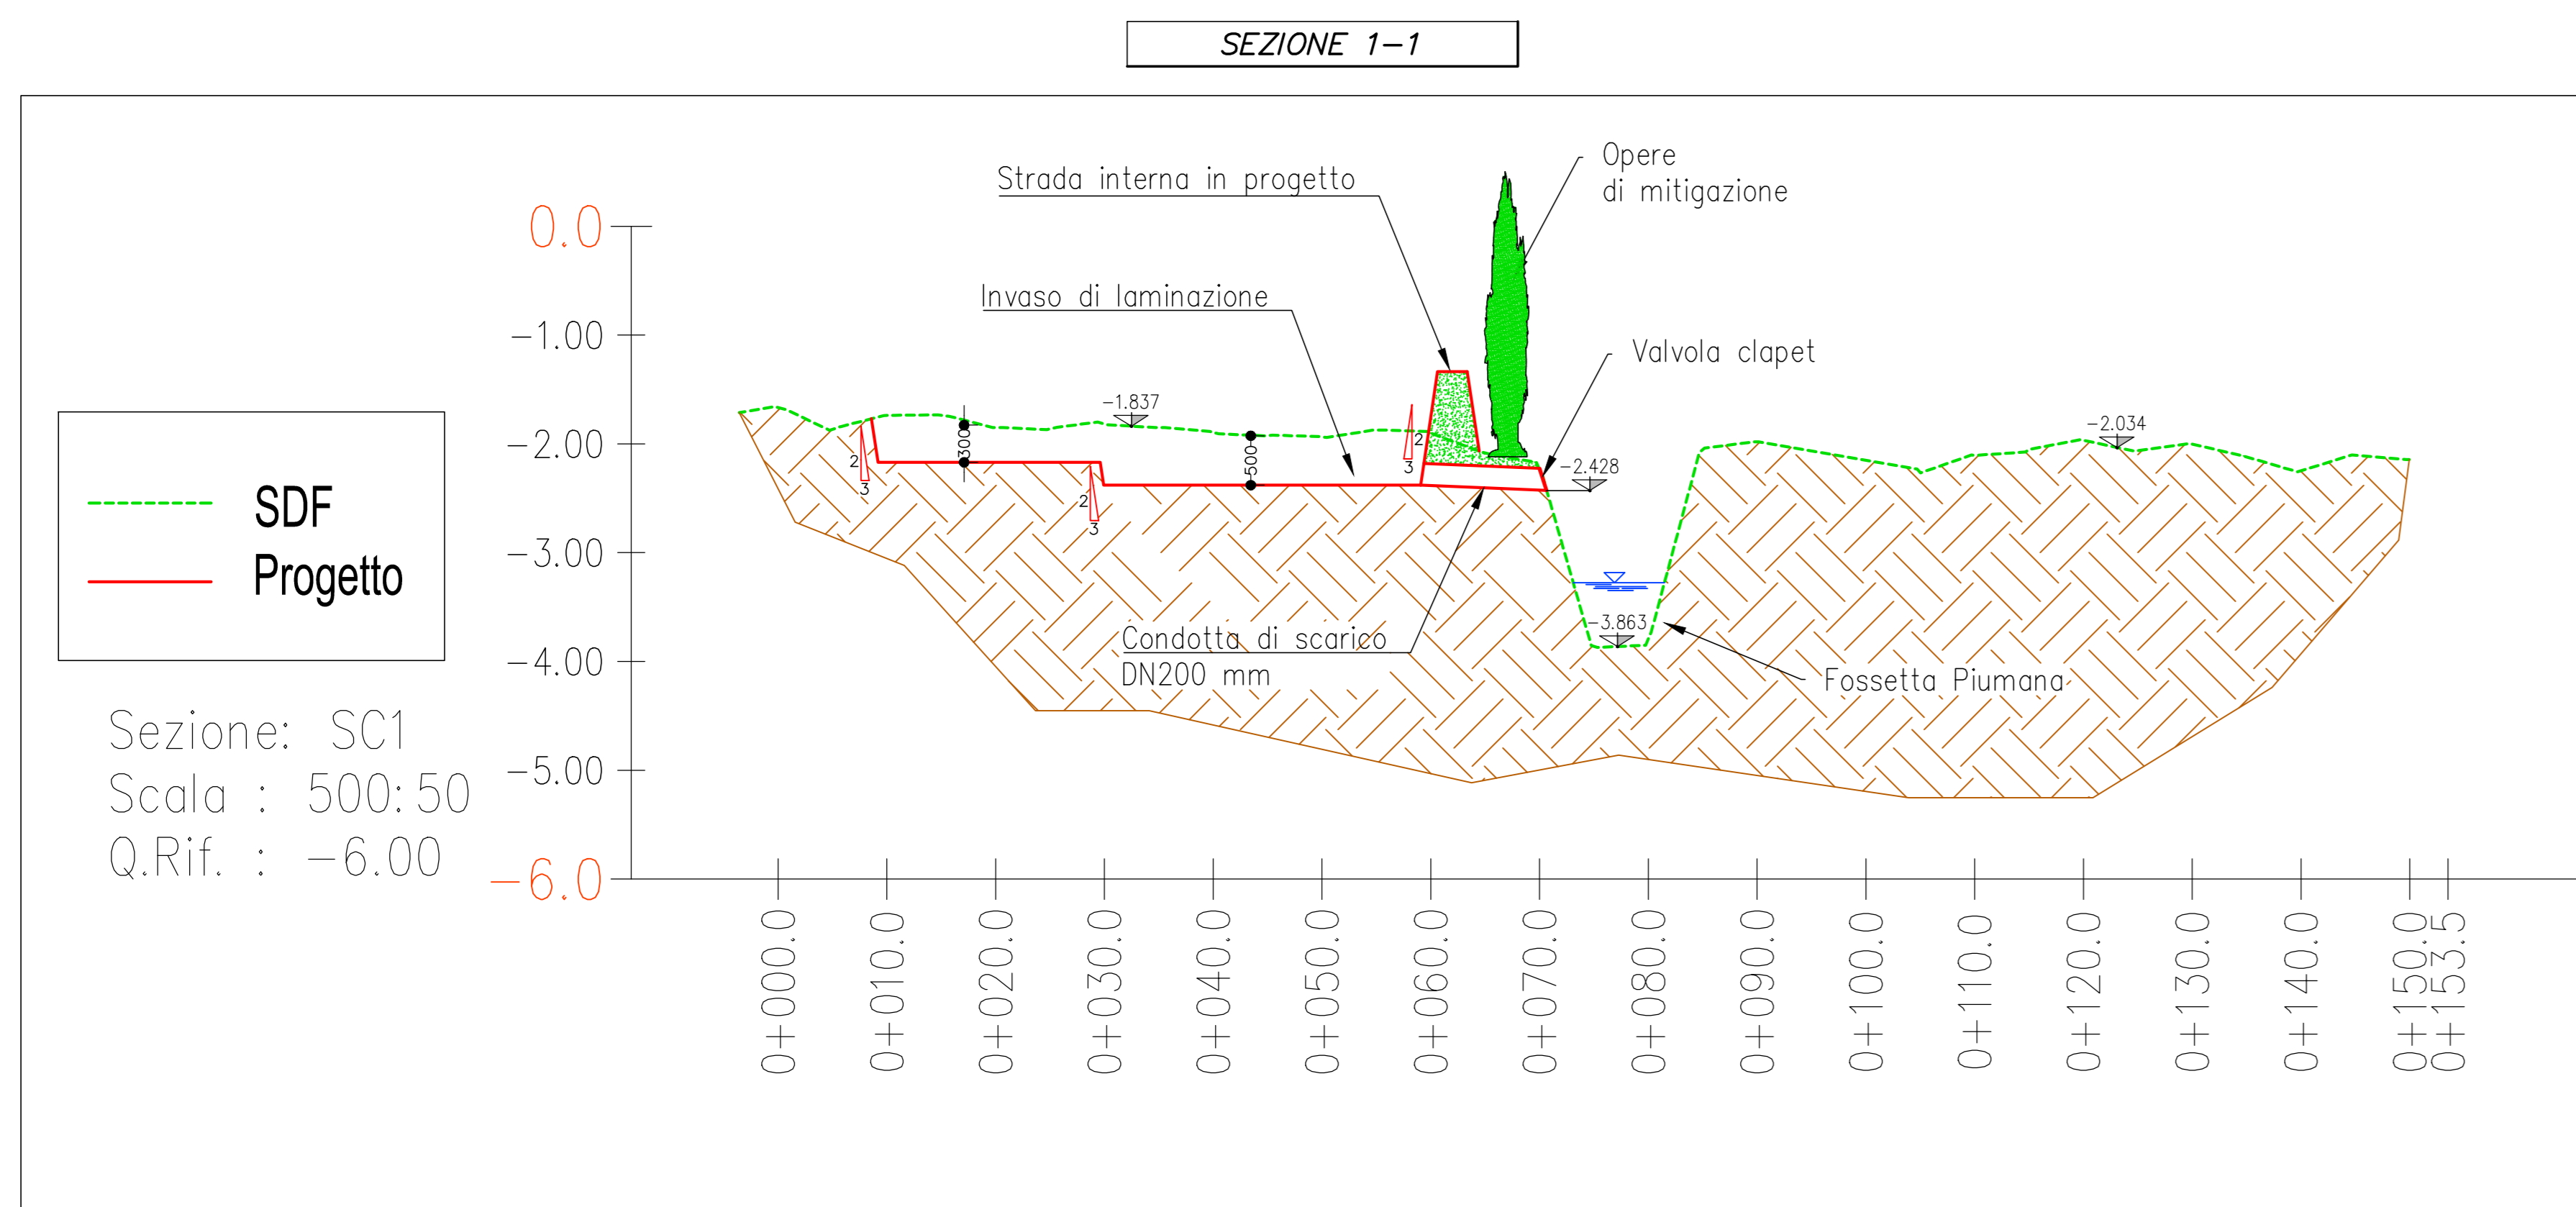 SEZIONE 1-1
Strada interna in progetto
Opere
di mitigazione
Invaso di laminazione
Valvola clapet
0.0
-1.00
-2.00
-3.00
-4.00
-5.00
-6.0
-1.837
-2.034
-2.428
-3.863
300
500
2
3
2
3
2
3
SDF
Progetto
Condotta di scarico
DN200 mm
Fossetta Piumana
Sezione: SC1
Scala : 500:50
Q.Rif. : -6.00
0+000.0
0+010.0
0+020.0
0+030.0
0+040.0
0+050.0
0+060.0
0+070.0
0+080.0
0+090.0
0+100.0
0+110.0
0+120.0
0+130.0
0+140.0
0+150.0
0+153.5